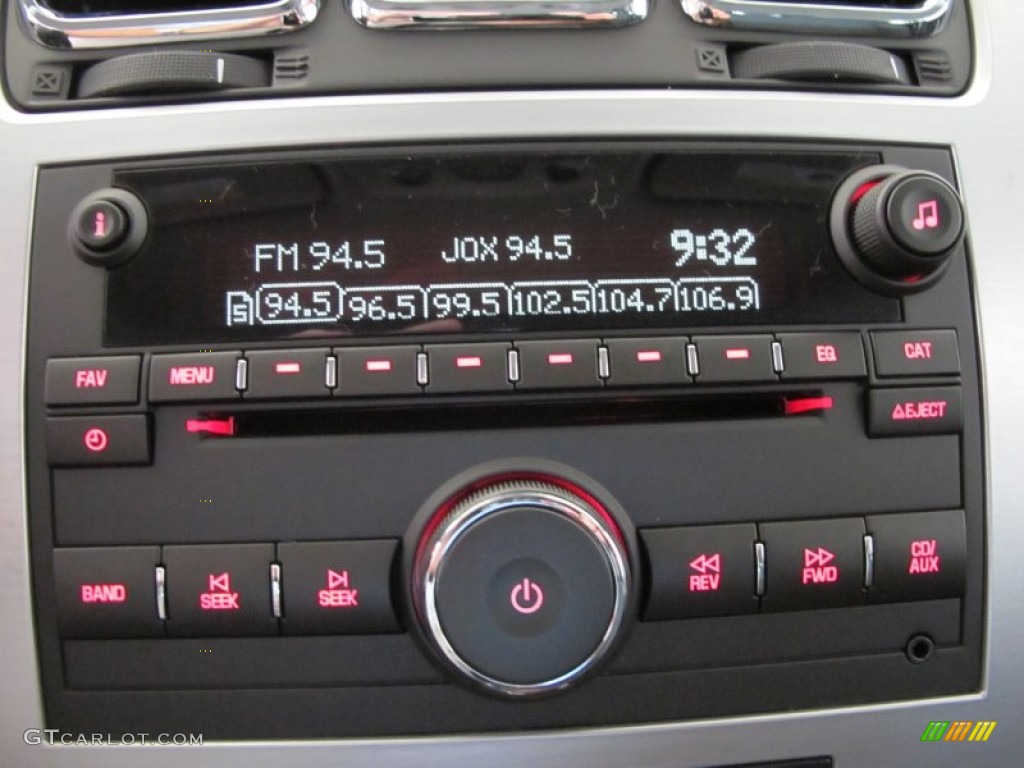 FM 94.5 JOX 94.5 9:32
S 94.5 96.5 99.5 102.5 104.7 106.9
FAV MENU EQ CAT
EJECT
BAND SEEK SEEK REV FWD CD/
AUX
GTCARLOT.COM